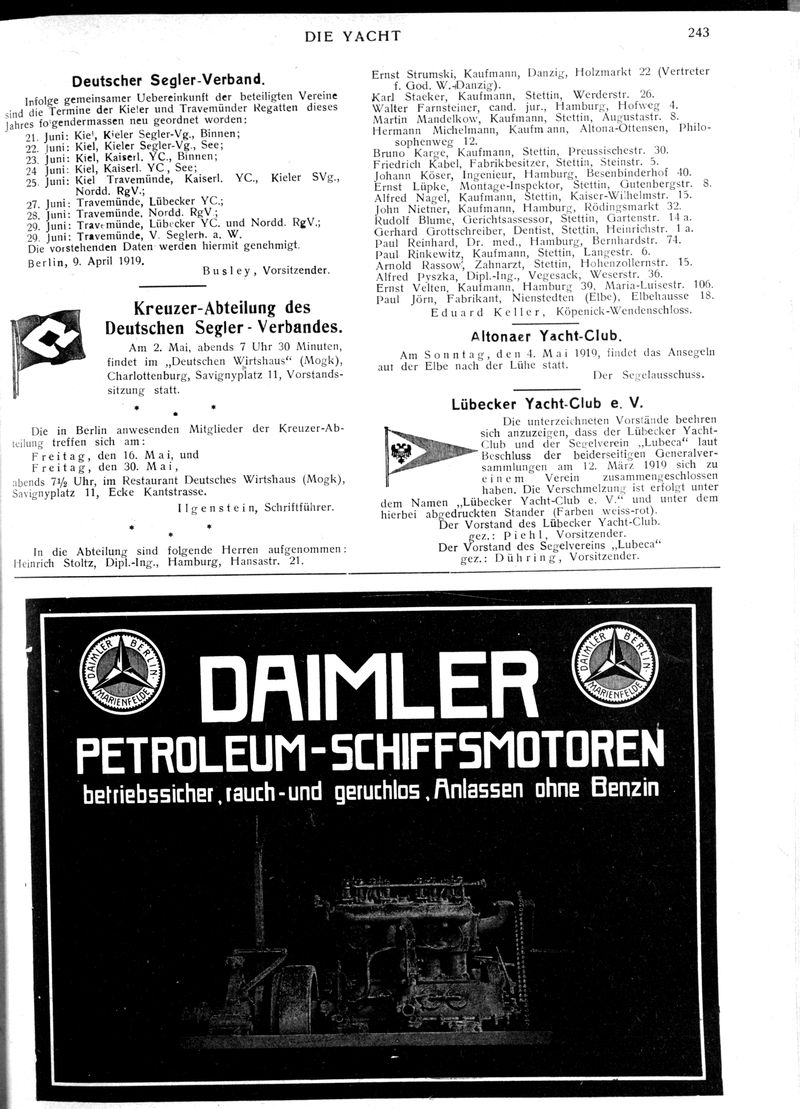 DIE YACHT
243
Deutscher Segler-Verband.
Infolge gemeinsamer Uebereinkunft der beteiligten Vereine
sind die Termine der Kieler und Travemünder Regatten dieses
Jahres folgendermassen neu geordnet worden:
21. Juni: Kiel, Kieler Segler-Vg., Binnen;
22. Juni: Kiel, Kieler Segler-Vg., See;
23. Juni: Kiel, Kaiserl. YC., Binnen;
24 Juni: Kiel, Kaiserl. YC., See;
25. Juni: Kiel Travemünde, Kaiserl. YC., Kieler SVg.,
Nordd. RgV.;
27. Juni: Travemünde, Lübecker YC.;
28. Juni: Travemünde, Nordd. RgV.;
29. Juni: Travemünde, Lübecker YC. und Nordd. RgV.;
29. Juni: Travemünde, V. Seglerh. a. W.
Die vorstehenden Daten werden hiermit genehmigt.
Berlin, 9. April 1919.
Busley, Vorsitzender.
Kreuzer-Abteilung des
Deutschen Segler-Verbandes.
Am 2. Mai, abends 7 Uhr 30 Minuten,
findet im „Deutschen Wirtshaus“ (Mogk),
Charlottenburg, Savignyplatz 11, Vorstands-
sitzung statt.
* * *
Die in Berlin anwesenden Mitglieder der Kreuzer-Ab-
teilung treffen sich am:
Freitag, den 16. Mai, und
Freitag, den 30. Mai,
abends 7½ Uhr, im Restaurant Deutsches Wirtshaus (Mogk),
Savignyplatz 11, Ecke Kantstrasse.
Ilgenstein, Schriftführer.
* * *
In die Abteilung sind folgende Herren aufgenommen:
Heinrich Stoltz, Dipl.-Ing., Hamburg, Hansastr. 21.
Ernst Strumski, Kaufmann, Danzig, Holzmarkt 22 (Vertreter
f. God. W.-Danzig).
Karl Staeker, Kaufmann, Stettin, Werderstr. 26.
Walter Farnsteiner, cand. jur., Hamburg, Hofweg 4.
Martin Mandelkow, Kaufmann, Stettin, Augustastr. 8.
Hermann Michelmann, Kaufmann, Altona-Ottensen, Philo-
sophenweg 12.
Bruno Karge, Kaufmann, Stettin, Preussischestr. 30.
Friedrich Kabel, Fabrikbesitzer, Stettin, Steinstr. 5.
Johann Köser, Ingenieur, Hamburg, Besenbinderhof 40.
Ernst Lüpke, Montage-Inspektor, Stettin, Gutenbergstr. 8.
Alfred Nagel, Kaufmann, Stettin, Kaiser-Wilhelmstr. 15.
John Nietner, Kaufmann, Hamburg, Rödingsmarkt 32.
Rudolf Blume, Gerichtsassessor, Stettin, Gartenstr. 14 a.
Gerhard Grottschreiber, Dentist, Stettin, Heinrichstr. 1 a.
Paul Reinhard, Dr. med., Hamburg, Bernhardstr. 74.
Paul Rinkewitz, Kaufmann, Stettin, Langestr. 6.
Arnold Rassow, Zahnarzt, Stettin, Hohenzollernstr. 15.
Alfred Pyszka, Dipl.-Ing., Vegesack, Weserstr. 36.
Ernst Velten, Kaufmann, Hamburg 39, Maria-Luisestr. 106.
Paul Jörn, Fabrikant, Nienstedten (Elbe), Elbehausse 18.
Eduard Keller, Köpenick-Wendenschloss.
Altonaer Yacht-Club.
Am Sonntag, den 4. Mai 1919, findet das Ansegeln
auf der Elbe nach der Lühe statt.
Der Segelausschuss.
Lübecker Yacht-Club e. V.
Die unterzeichneten Vorstände beehren
sich anzuzeigen, dass der Lübecker Yacht-
Club und der Segelverein „Lubeca“ laut
Beschluss der beiderseitigen Generalver-
sammlungen am 12. März 1919 sich zu
einem Verein zusammengeschlossen
haben. Die Verschmelzung ist erfolgt unter
dem Namen „Lübecker Yacht-Club e. V.“ und unter dem
hierbei abgedruckten Stander (Farben weiss-rot).
Der Vorstand des Lübecker Yacht-Club.
gez.: Piehl, Vorsitzender.
Der Vorstand des Segelvereins „Lubeca“
gez.: Dühring, Vorsitzender.
DAIMLER BERLIN-
MARIENFELDE
DAIMLER
DAIMLER BERLIN-
MARIENFELDE
PETROLEUM-SCHIFFSMOTOREN
betriebssicher, rauch- und geruchlos, Anlassen ohne Benzin